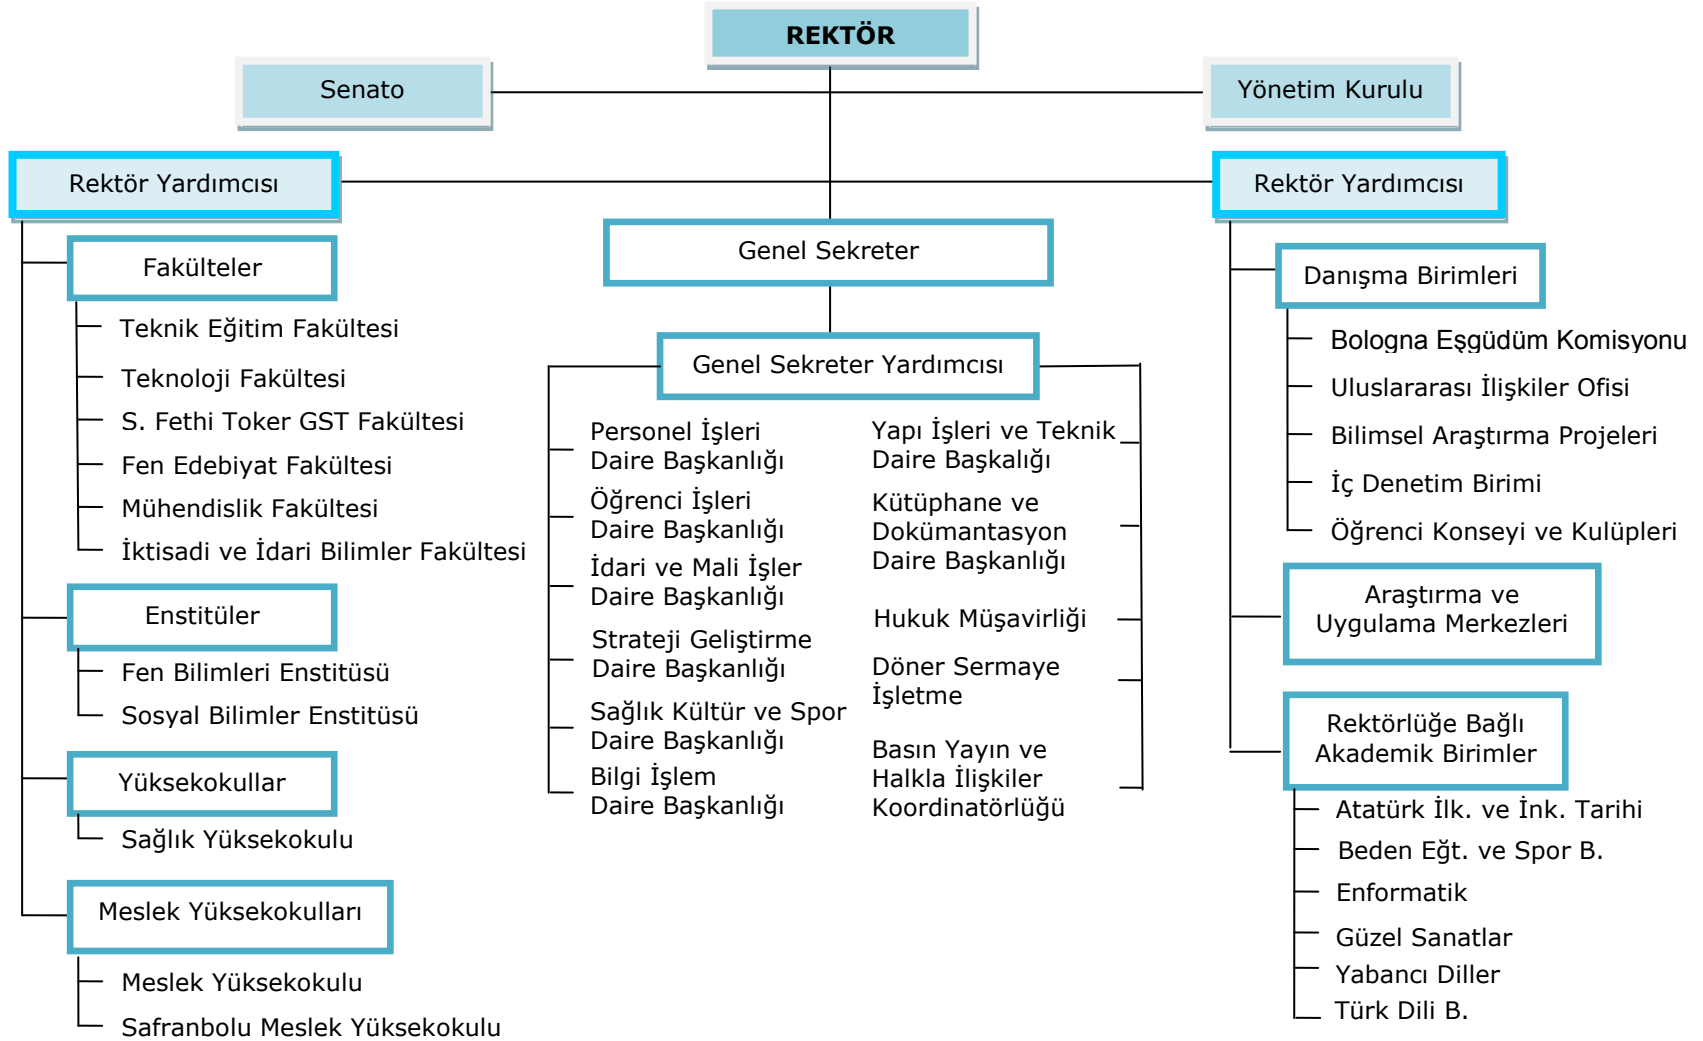 REKTÖR
Senato
Yönetim Kurulu
Rektör Yardımcısı
Rektör Yardımcısı
Fakülteler
Teknik Eğitim Fakültesi
Teknoloji Fakültesi
S. Fethi Toker GST Fakültesi
Fen Edebiyat Fakültesi
Mühendislik Fakültesi
İktisadi ve İdari Bilimler Fakültesi
Enstitüler
Fen Bilimleri Enstitüsü
Sosyal Bilimler Enstitüsü
Yüksekokullar
Sağlık Yüksekokulu
Meslek Yüksekokulları
Meslek Yüksekokulu
Safranbolu Meslek Yüksekokulu
Genel Sekreter
Genel Sekreter Yardımcısı
Personel İşleri
Daire Başkanlığı
Öğrenci İşleri
Daire Başkanlığı
İdari ve Mali İşler
Daire Başkanlığı
Strateji Geliştirme
Daire Başkanlığı
Sağlık Kültür ve Spor
Daire Başkanlığı
Bilgi İşlem
Daire Başkanlığı
Yapı İşleri ve Teknik
Daire Başkalığı
Kütüphane ve
Dokümantasyon
Daire Başkanlığı
Hukuk Müşavirliği
Döner Sermaye
İşletme
Basın Yayın ve
Halkla İlişkiler
Koordinatörlüğü
Danışma Birimleri
Bologna Eşgüdüm Komisyonu
Uluslararası İlişkiler Ofisi
Bilimsel Araştırma Projeleri
İç Denetim Birimi
Öğrenci Konseyi ve Kulüpleri
Araştırma ve
Uygulama Merkezleri
Rektörlüğe Bağlı
Akademik Birimler
Atatürk İlk. ve İnk. Tarihi
Beden Eğt. ve Spor B.
Enformatik
Güzel Sanatlar
Yabancı Diller
Türk Dili B.